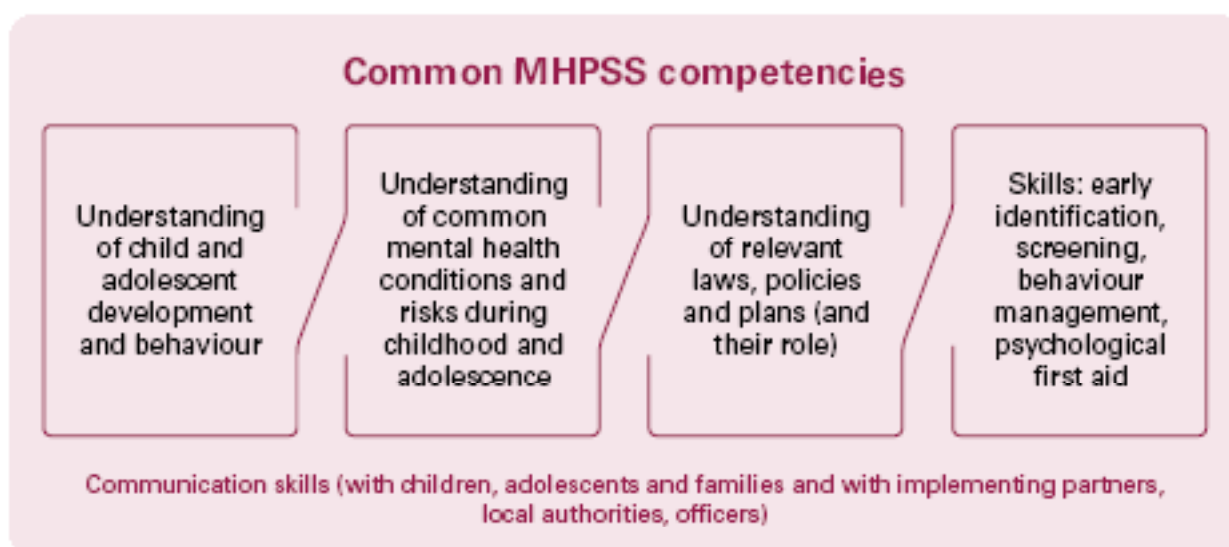 Common MHPSS competencies
Understanding
of child and
adolescent
development
and behaviour
Understanding
of common
mental health
conditions and
risks during
childhood and
adolescence
Understanding
of relevant
laws, policies
and plans (and
their role)
Skills: early
identification,
screening,
behaviour
management,
psychological
first aid
Communication skills (with children, adolescents and families and with implementing partners,
local authorities, officers)